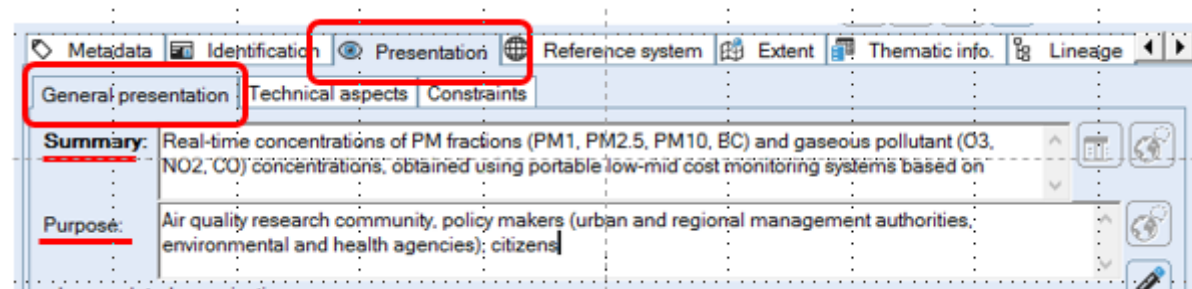 Metadata Identification Presentation Reference system Extent Thematic info. Lineage
General presentation Technical aspects Constraints
Summary: Real-time concentrations of PM fractions (PM1, PM2.5, PM10, BC) and gaseous pollutant (O3,
NO2, CO) concentrations, obtained using portable low-mid cost monitoring systems based on
Purpose: Air quality research community, policy makers (urban and regional management authorities,
environmental and health agencies); citizens